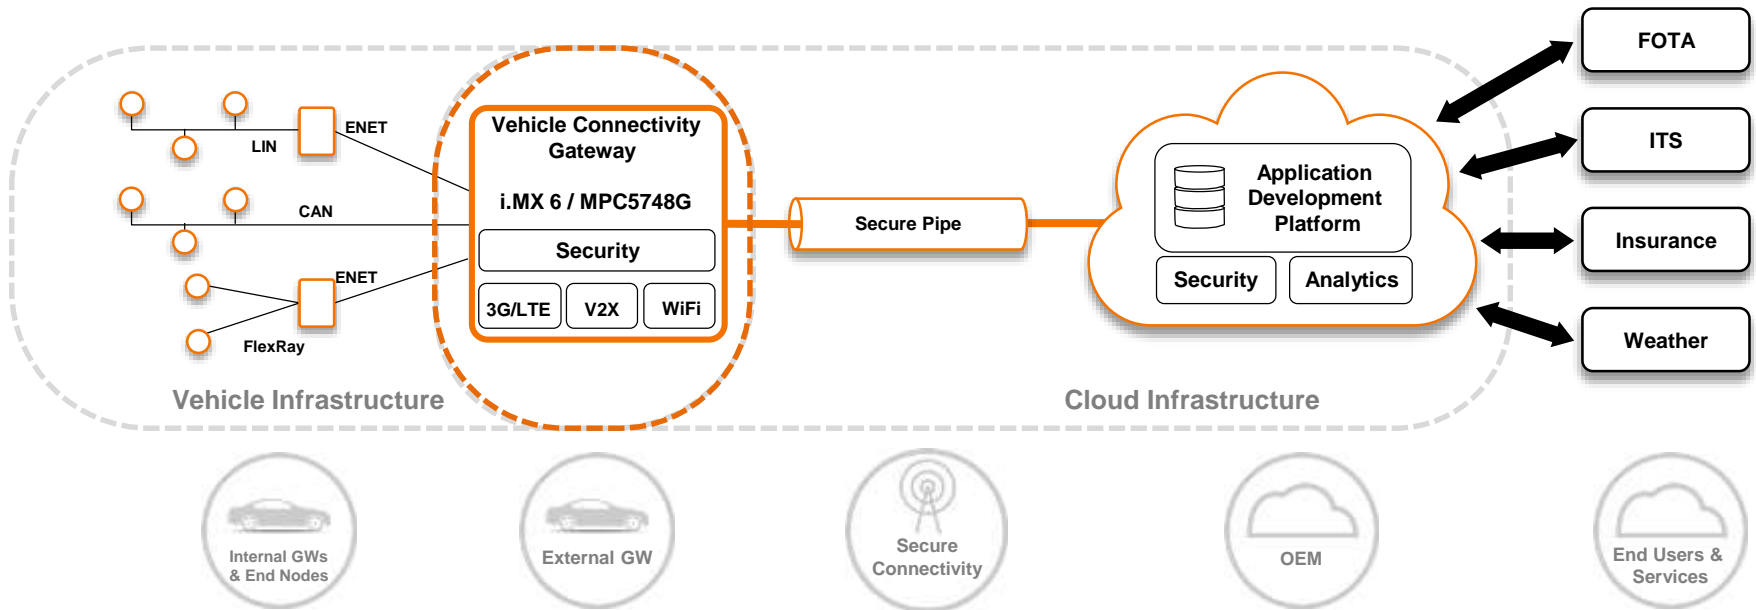 FOTA
ITS
Insurance
Weather
ENET
LIN
CAN
ENET
FlexRay
Vehicle Infrastructure
Vehicle Connectivity
Gateway
i.MX 6 / MPC5748G
Security
3G/LTE
V2X
WiFi
Secure Pipe
Application
Development
Platform
Security
Analytics
Cloud Infrastructure
Internal GWs
& End Nodes
External GW
Secure
Connectivity
OEM
End Users &
Services